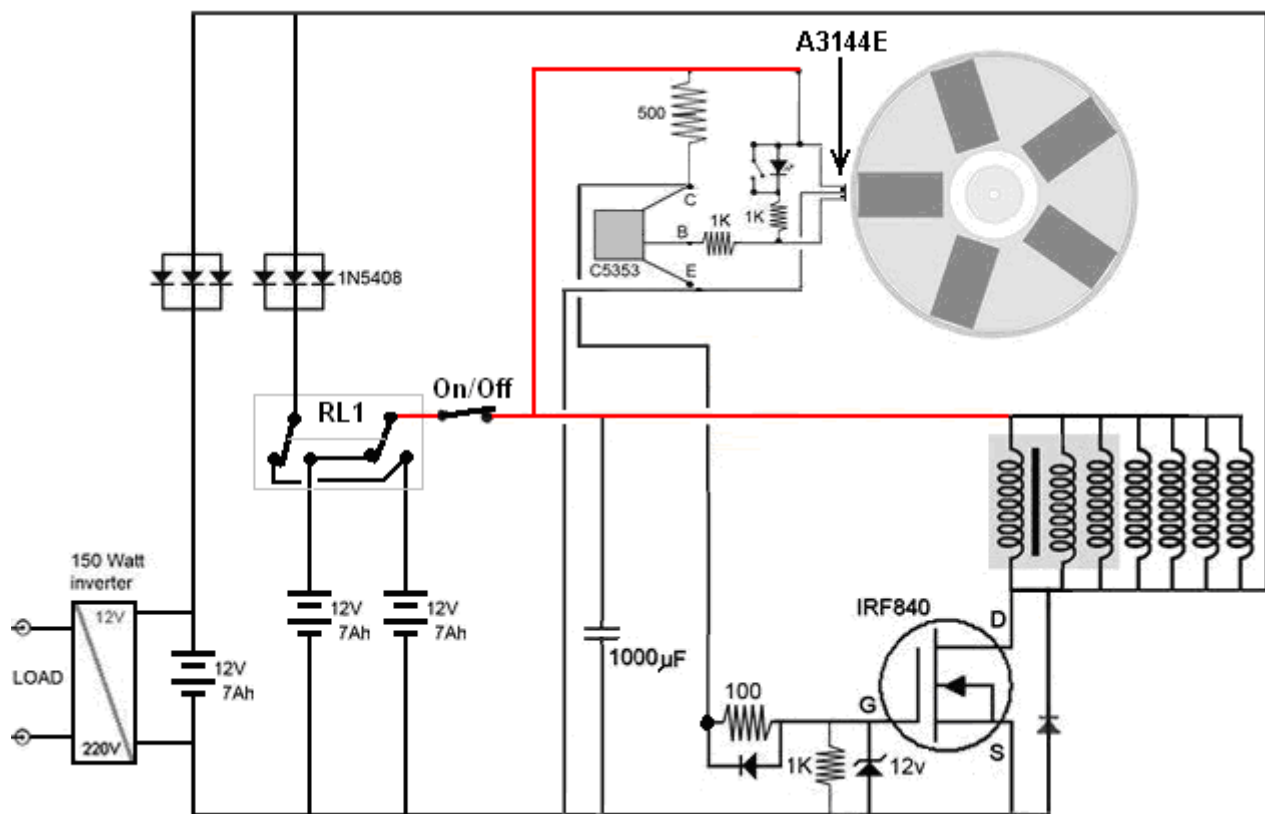 A3144E
500
C
1K
B
1K
C5353
E
1N5408
On/Off
RL1
150 Watt
inverter
12V
LOAD
220V
12V
7Ah
12V
7Ah
12V
7Ah
1000µF
IRF840
D
G
S
100
1K
12v